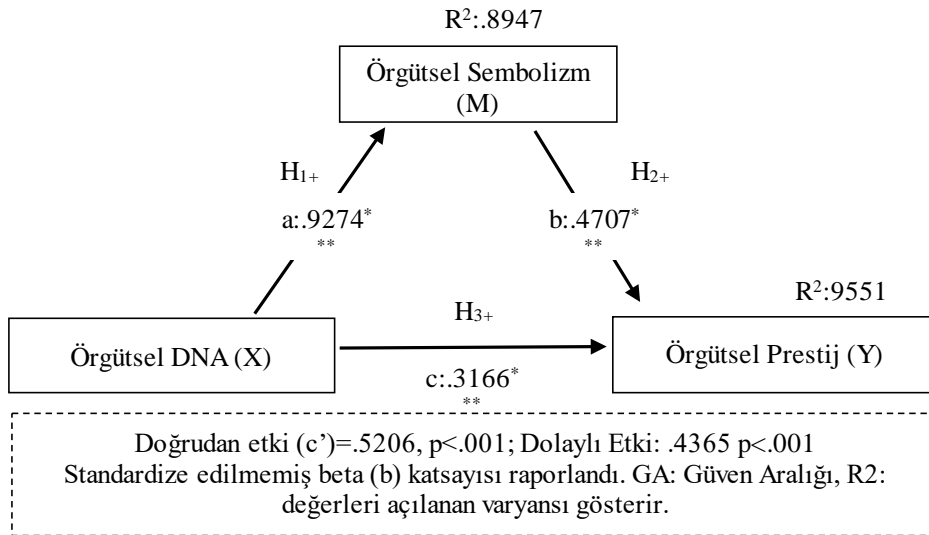 R²:.8947
Örgütsel Sembolizm
(M)
H₁₊
H₂₊
a:.9274*
**
b:.4707*
**
R²:9551
H₃₊
Örgütsel DNA (X)
Örgütsel Prestij (Y)
c:.3166*
**
Doğrudan etki (c’)=.5206, p<.001; Dolaylı Etki: .4365 p<.001
Standardize edilmemiş beta (b) katsayısı raporlandı. GA: Güven Aralığı, R2:
değerleri açılanan varyansı gösterir.